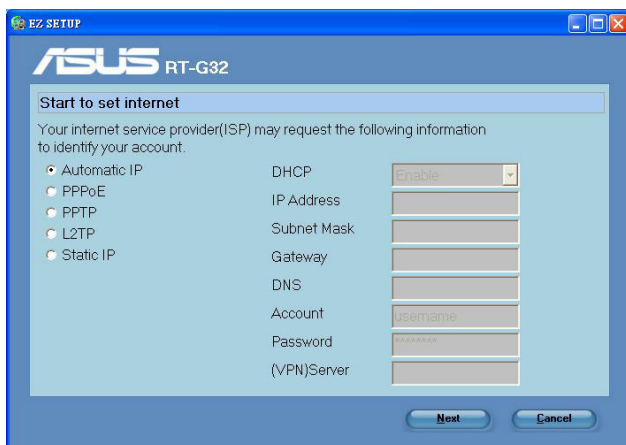 EZ SETUP
ASUS RT-G32
Start to set internet
Your internet service provider(ISP) may request the following information
to identify your account.
Automatic IP
PPPoE
PPTP
L2TP
Static IP
DHCP Enable
IP Address
Subnet Mask
Gateway
DNS
Account username
Password ********
(VPN)Server
Next Cancel